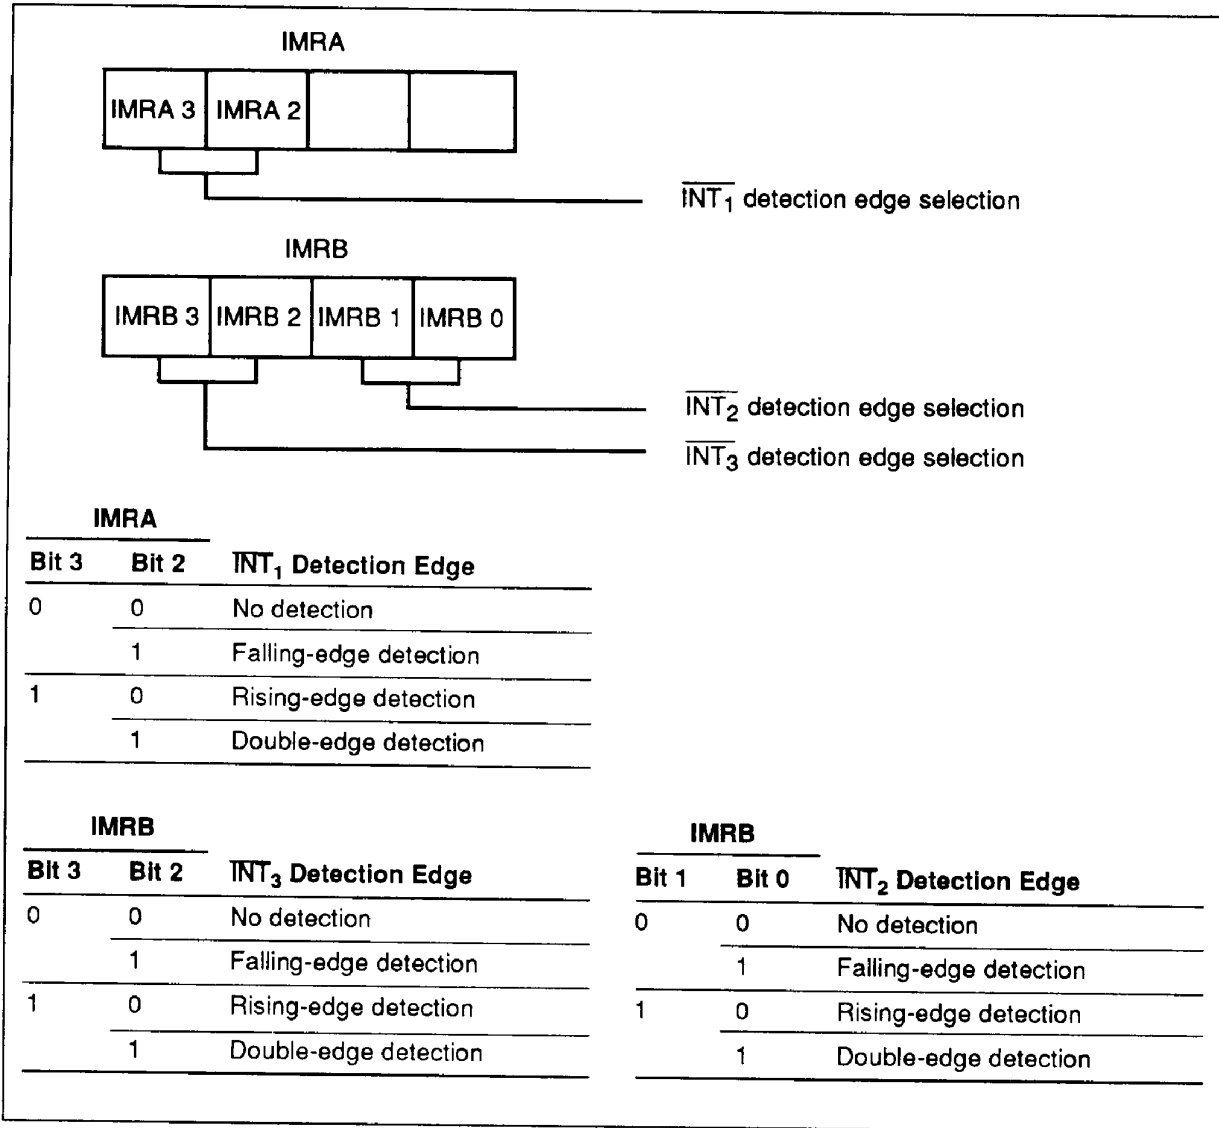 IMRA
IMRA 3 IMRA 2
INT1 detection edge selection
IMRB
IMRB 3 IMRB 2 IMRB 1 IMRB 0
INT2 detection edge selection
INT3 detection edge selection
IMRA
Bit 3 Bit 2 INT1 Detection Edge
0 0 No detection
1 Falling-edge detection
1 0 Rising-edge detection
1 Double-edge detection
IMRB
Bit 3 Bit 2 INT3 Detection Edge
0 0 No detection
1 Falling-edge detection
1 0 Rising-edge detection
1 Double-edge detection
IMRB
Bit 1 Bit 0 INT2 Detection Edge
0 0 No detection
1 Falling-edge detection
1 0 Rising-edge detection
1 Double-edge detection